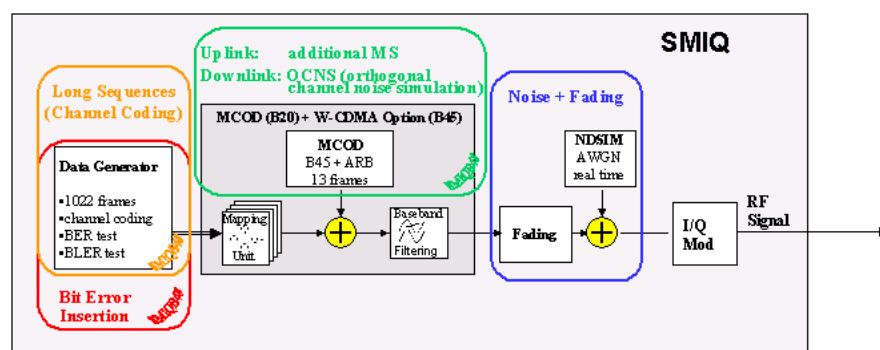 SMIQ
Uplink: additional MS
Downlink: OCNS (orthogonal
channel noise simulation)
Long Sequences
(Channel Coding)
Noise + Fading
MCOD (B20) + W-CDMA Option (B45)
Data Generator
▪1022 frames
▪channel coding
▪BER test
▪BLER test
MCOD
B45 + ARB
13 frames
NDSIM
AWGN
real time
Mapping
Unit
Baseband
Filtering
Fading
I/Q
Mod
RF
Signal
Bit Error
Insertion